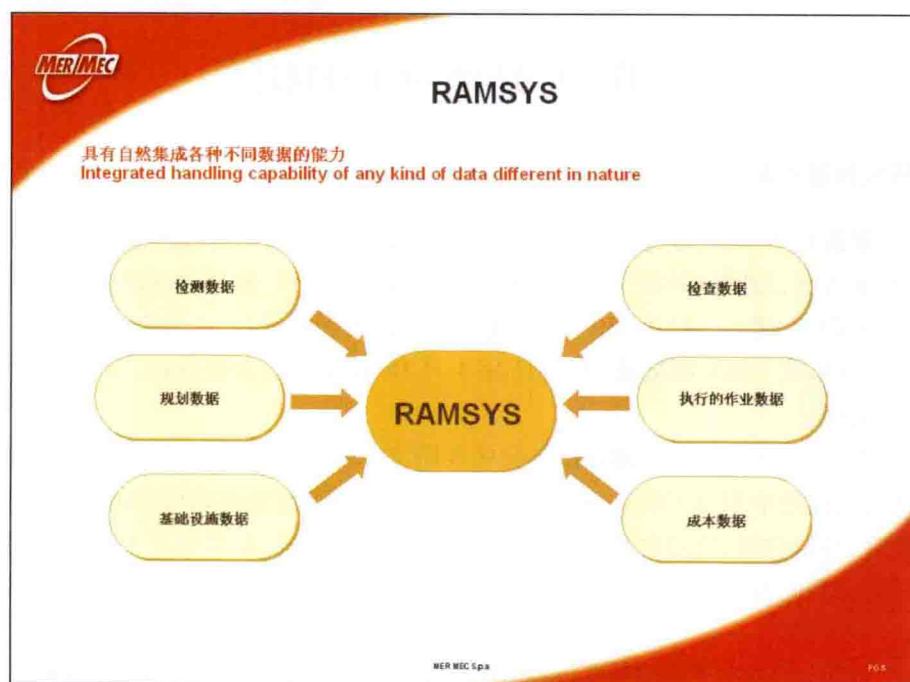 MER MEC
RAMSYS
具有自然集成各种不同数据的能力
Integrated handling capability of any kind of data different in nature
检测数据
检查数据
规划数据
RAMSYS
执行的作业数据
基础设施数据
成本数据
MER MEC S.p.a
PG 8